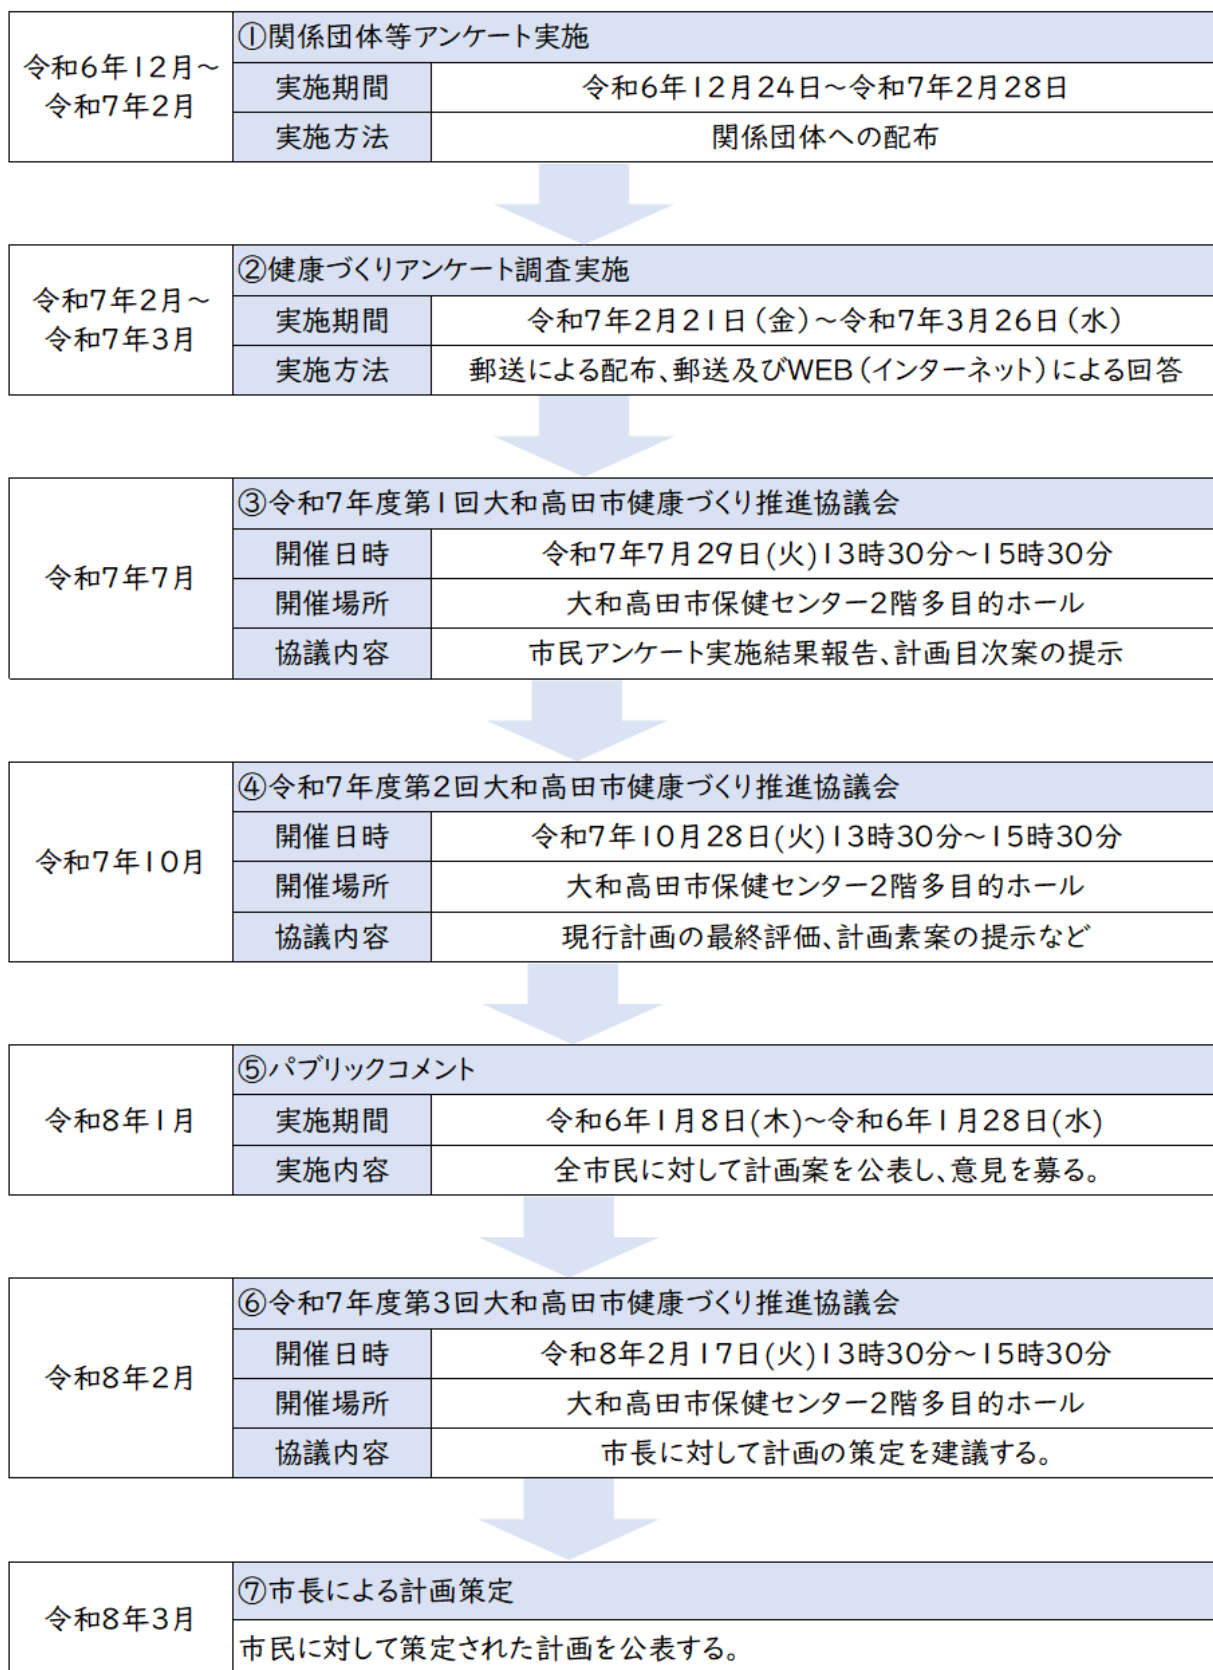 令和6年12月～
令和7年2月
①関係団体等アンケート実施
実施期間 令和6年12月24日～令和7年2月28日
実施方法 関係団体への配布
令和7年2月～
令和7年3月
②健康づくりアンケート調査実施
実施期間 令和7年2月21日（金）～令和7年3月26日（水）
実施方法 郵送による配布、郵送及びWEB（インターネット）による回答
令和7年7月
③令和7年度第1回大和高田市健康づくり推進協議会
開催日時 令和7年7月29日(火)13時30分～15時30分
開催場所 大和高田市保健センター2階多目的ホール
協議内容 市民アンケート実施結果報告、計画目次案の提示
令和7年10月
④令和7年度第2回大和高田市健康づくり推進協議会
開催日時 令和7年10月28日(火)13時30分～15時30分
開催場所 大和高田市保健センター2階多目的ホール
協議内容 現行計画の最終評価、計画素案の提示など
令和8年1月
⑤パブリックコメント
実施期間 令和6年1月8日(木)～令和6年1月28日(水)
実施内容 全市民に対して計画案を公表し、意見を募る。
令和8年2月
⑥令和7年度第3回大和高田市健康づくり推進協議会
開催日時 令和8年2月17日(火)13時30分～15時30分
開催場所 大和高田市保健センター2階多目的ホール
協議内容 市長に対して計画の策定を建議する。
令和8年3月
⑦市長による計画策定
市民に対して策定された計画を公表する。